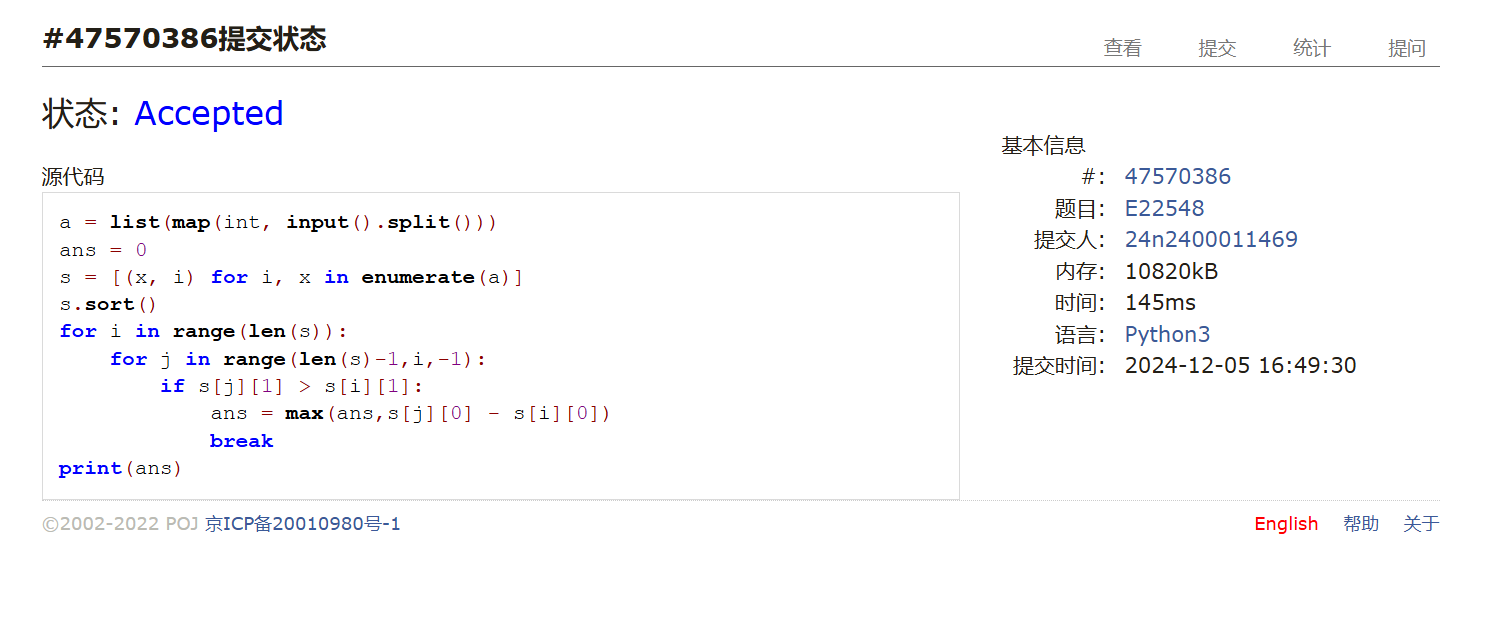 #47570386提交状态
查看 提交 统计 提问
状态: Accepted
源代码
a = list(map(int, input().split()))
ans = 0
s = [(x, i) for i, x in enumerate(a)]
s.sort()
for i in range(len(s)):
    for j in range(len(s)-1,i,-1):
        if s[j][1] > s[i][1]:
            ans = max(ans,s[j][0] - s[i][0])
            break
print(ans)
基本信息
#: 47570386
题目: E22548
提交人: 24n2400011469
内存: 10820kB
时间: 145ms
语言: Python3
提交时间: 2024-12-05 16:49:30
©2002-2022 POJ 京ICP备20010980号-1
English 帮助 关于